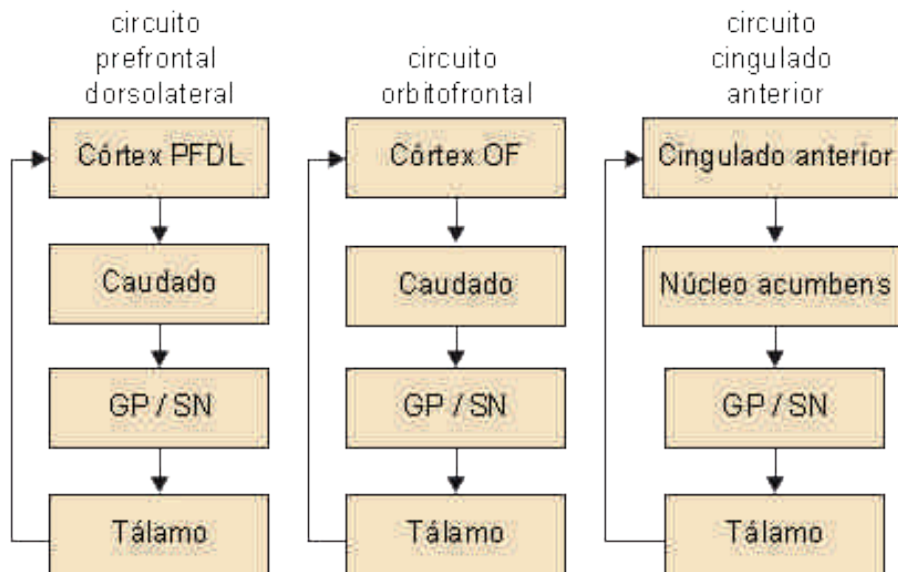 circuito
prefrontal
dorsolateral
Córtex PFDL
Caudado
GP / SN
Tálamo
circuito
orbitofrontal
Córtex OF
Caudado
GP / SN
Tálamo
circuito
cingulado
anterior
Cingulado anterior
Núcleo acumbens
GP / SN
Tálamo